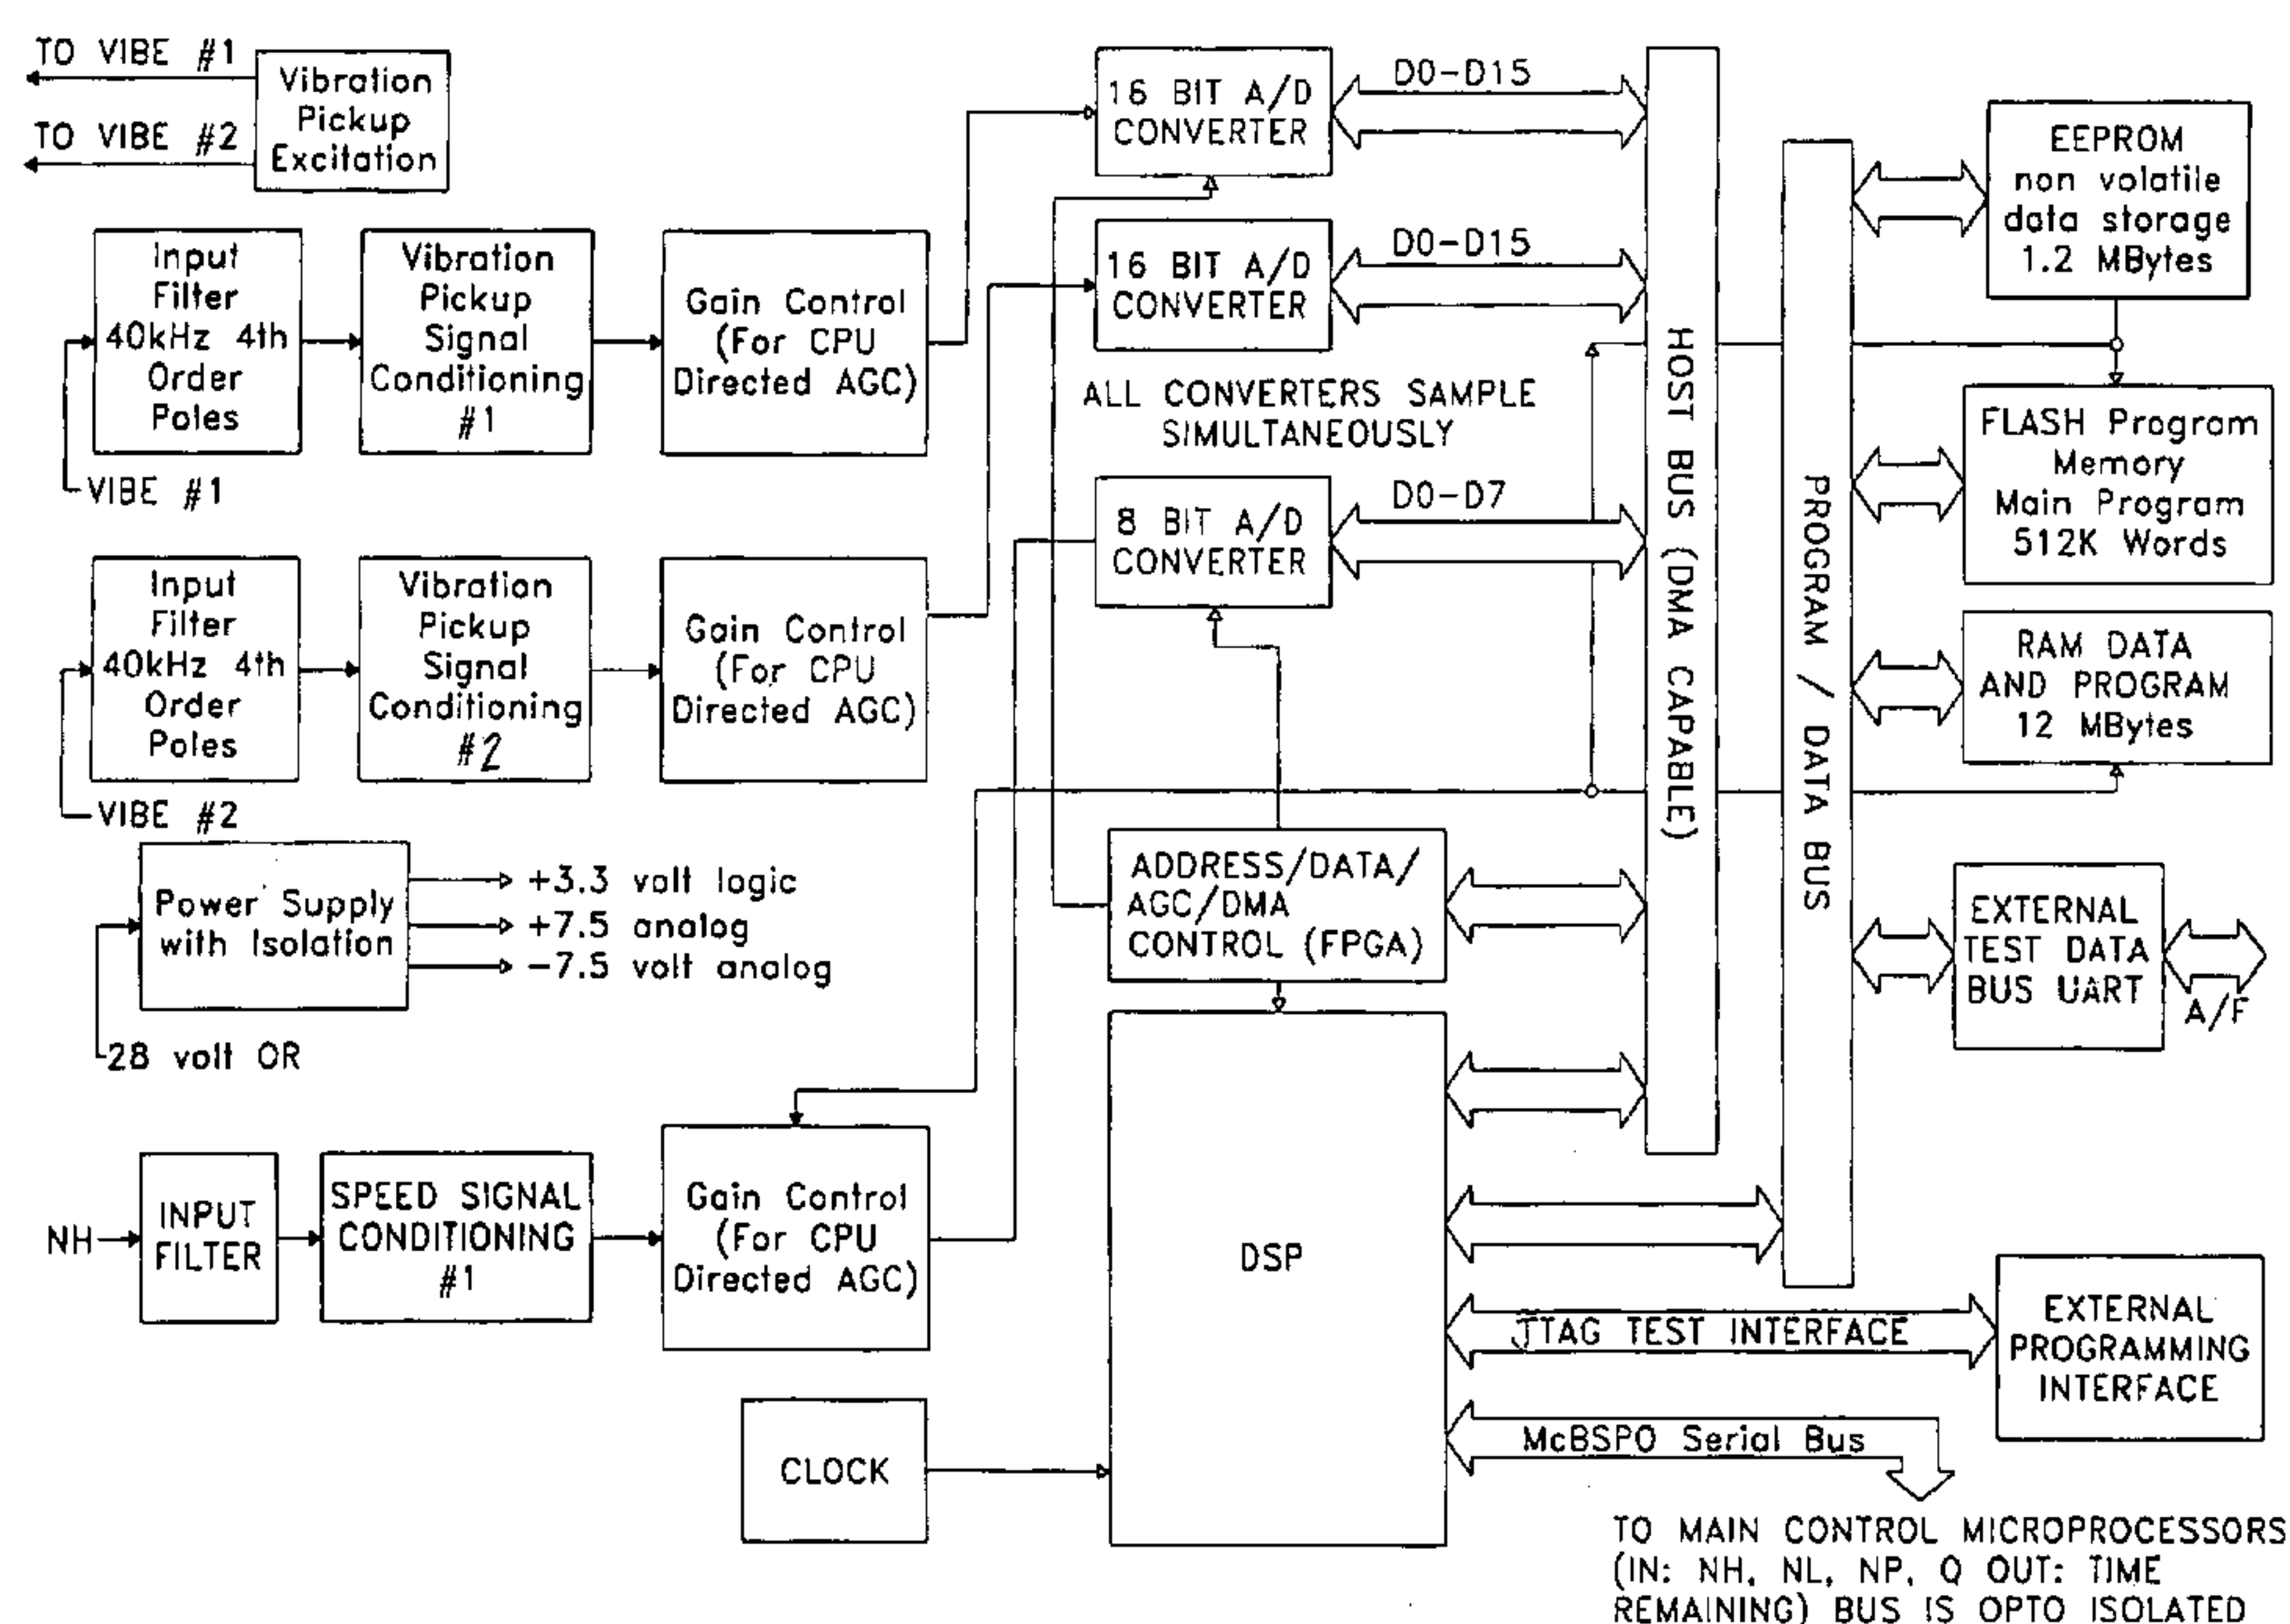 TO VIBE #1
TO VIBE #2
Vibration
Pickup
Excitation
Input
Filter
40kHz 4th
Order
Poles
VIBE #1
Vibration
Pickup
Signal
Conditioning
#1
Gain Control
(For CPU
Directed AGC)
16 BIT A/D
CONVERTER
D0-D15
16 BIT A/D
CONVERTER
D0-D15
ALL CONVERTERS SAMPLE
SIMULTANEOUSLY
8 BIT A/D
CONVERTER
D0-D7
HOST BUS (DMA CAPABLE)
PROGRAM / DATA BUS
EEPROM
non volatile
data storage
1.2 MBytes
FLASH Program
Memory
Main Program
512K Words
RAM DATA
AND PROGRAM
12 MBytes
EXTERNAL
TEST DATA
BUS UART
A/F
Input
Filter
40kHz 4th
Order
Poles
VIBE #2
Vibration
Pickup
Signal
Conditioning
#2
Gain Control
(For CPU
Directed AGC)
Power Supply
with Isolation
+3.3 volt logic
+7.5 analog
-7.5 volt analog
28 volt OR
ADDRESS/DATA/
AGC/DMA
CONTROL (FPGA)
NH
INPUT
FILTER
SPEED SIGNAL
CONDITIONING
#1
Gain Control
(For CPU
Directed AGC)
CLOCK
DSP
JTAG TEST INTERFACE
EXTERNAL
PROGRAMMING
INTERFACE
McBSPO Serial Bus
TO MAIN CONTROL MICROPROCESSORS
(IN: NH, NL, NP, Q OUT: TIME
REMAINING) BUS IS OPTO ISOLATED